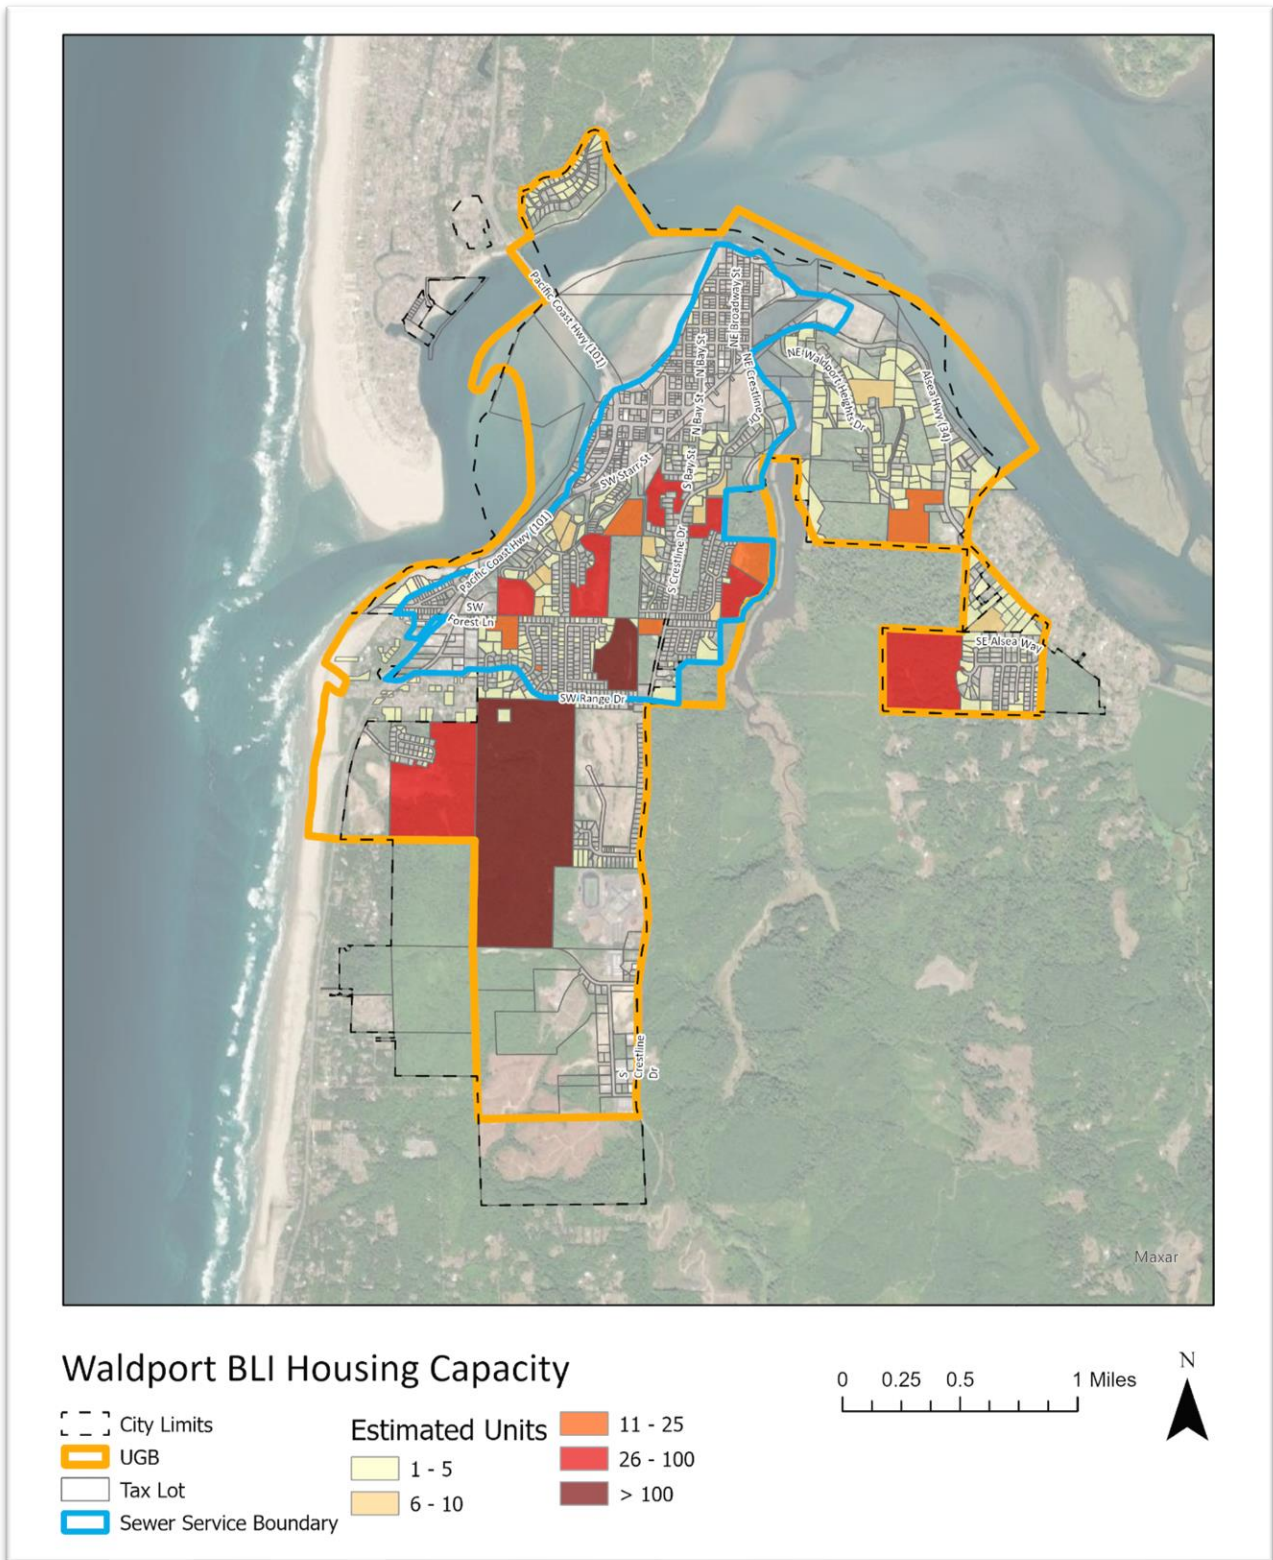 Pacific Coast Hwy (101)
NE Broadway St
N Bay St
N Bay St
NE Crestline Dr
NE Waldport Heights Dr
Alsea Hwy (34)
SW Starr St
S Bay St
Pacific Coast Hwy (101)
S Crestline Dr
SW
Forest Ln
SE Alsea Way
SW Range Dr
S
Crestline
Dr
Maxar
Waldport BLI Housing Capacity
City Limits
UGB
Tax Lot
Sewer Service Boundary
Estimated Units
1 - 5
6 - 10
11 - 25
26 - 100
> 100
0 0.25 0.5 1 Miles
N